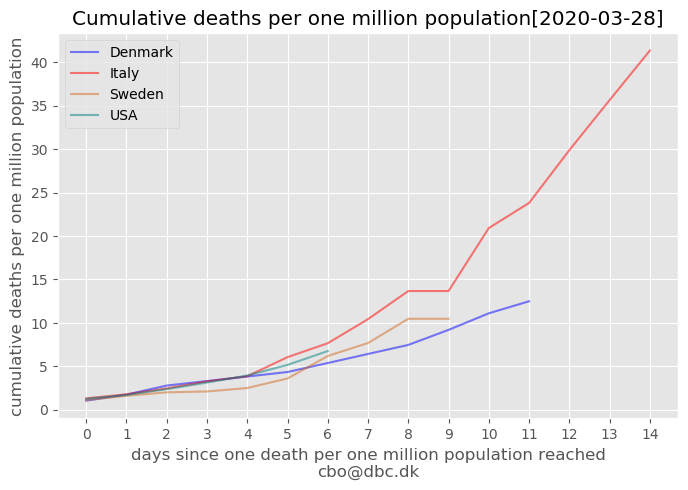 Cumulative deaths per one million population[2020-03-28]
cumulative deaths per one million population
40
35
30
25
20
15
10
5
0
Denmark
Italy
Sweden
USA
0 1 2 3 4 5 6 7 8 9 10 11 12 13 14
days since one death per one million population reached
cbo@dbc.dk